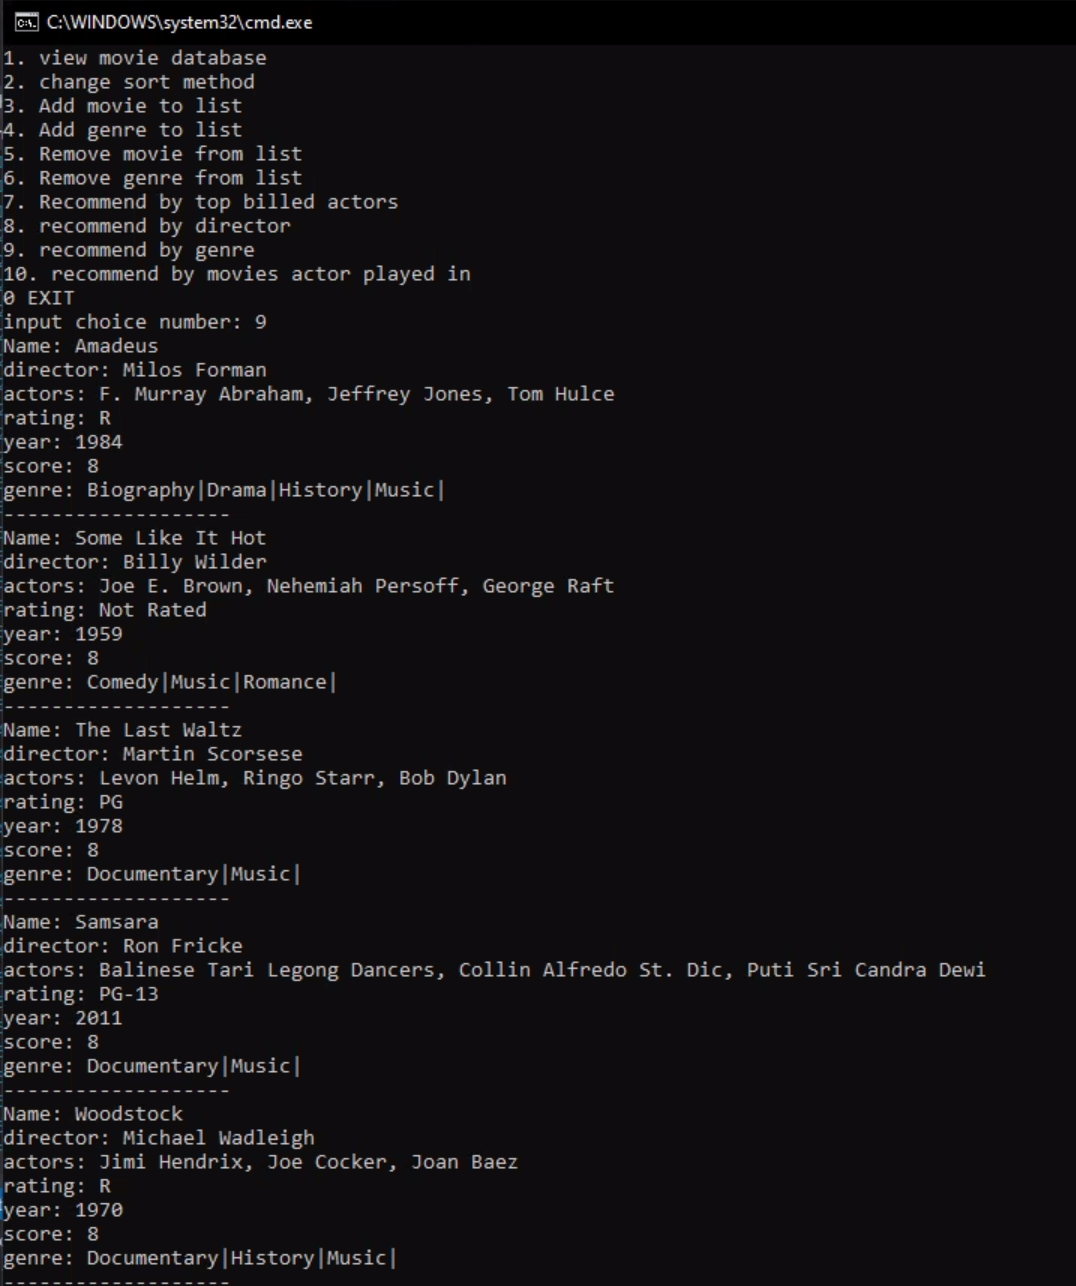 C:\WINDOWS\system32\cmd.exe
1. view movie database
2. change sort method
3. Add movie to list
4. Add genre to list
5. Remove movie from list
6. Remove genre from list
7. Recommend by top billed actors
8. recommend by director
9. recommend by genre
10. recommend by movies actor played in
0 EXIT
input choice number: 9
Name: Amadeus
director: Milos Forman
actors: F. Murray Abraham, Jeffrey Jones, Tom Hulce
rating: R
year: 1984
score: 8
genre: Biography|Drama|History|Music|
-------------------
Name: Some Like It Hot
director: Billy Wilder
actors: Joe E. Brown, Nehemiah Persoff, George Raft
rating: Not Rated
year: 1959
score: 8
genre: Comedy|Music|Romance|
-------------------
Name: The Last Waltz
director: Martin Scorsese
actors: Levon Helm, Ringo Starr, Bob Dylan
rating: PG
year: 1978
score: 8
genre: Documentary|Music|
-------------------
Name: Samsara
director: Ron Fricke
actors: Balinese Tari Legong Dancers, Collin Alfredo St. Dic, Puti Sri Candra Dewi
rating: PG-13
year: 2011
score: 8
genre: Documentary|Music|
-------------------
Name: Woodstock
director: Michael Wadleigh
actors: Jimi Hendrix, Joe Cocker, Joan Baez
rating: R
year: 1970
score: 8
genre: Documentary|History|Music|
-------------------